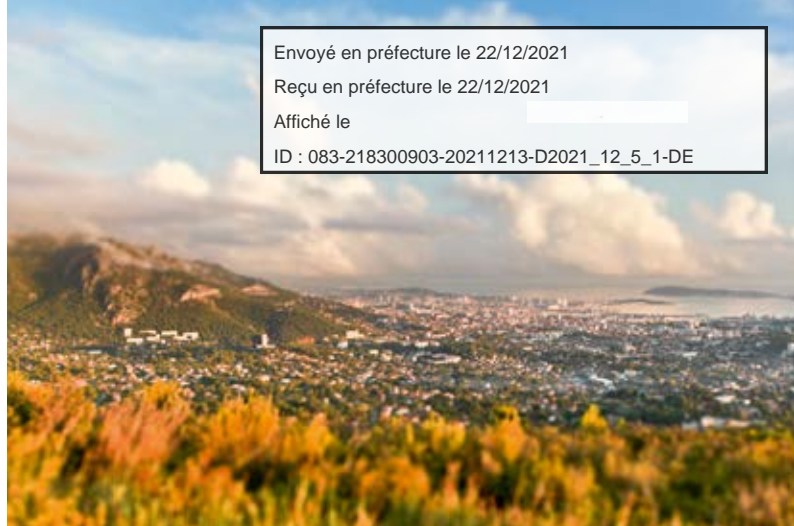 Envoyé en préfecture le 22/12/2021
Reçu en préfecture le 22/12/2021
Affiché le
ID : 083-218300903-20211213-D2021_12_5_1-DE